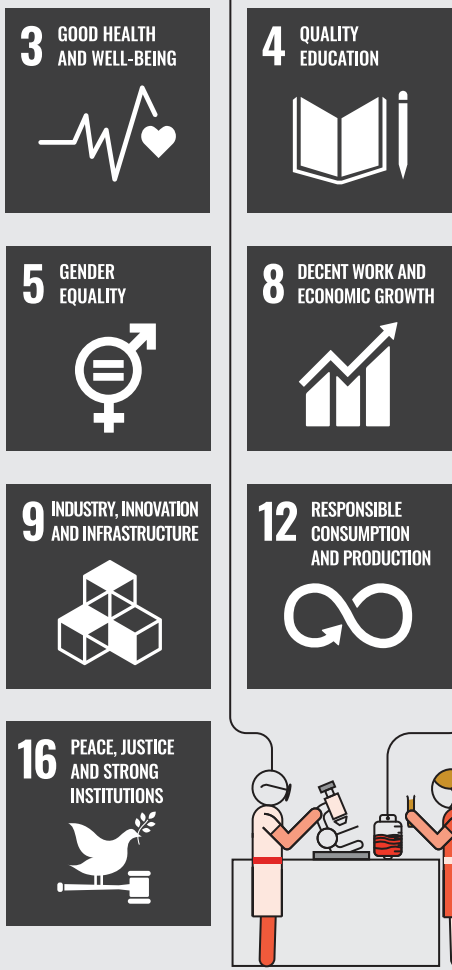 3 GOOD HEALTH
AND WELL-BEING
4 QUALITY
EDUCATION
5 GENDER
EQUALITY
8 DECENT WORK AND
ECONOMIC GROWTH
9 INDUSTRY, INNOVATION
AND INFRASTRUCTURE
12 RESPONSIBLE
CONSUMPTION
AND PRODUCTION
16 PEACE, JUSTICE
AND STRONG
INSTITUTIONS